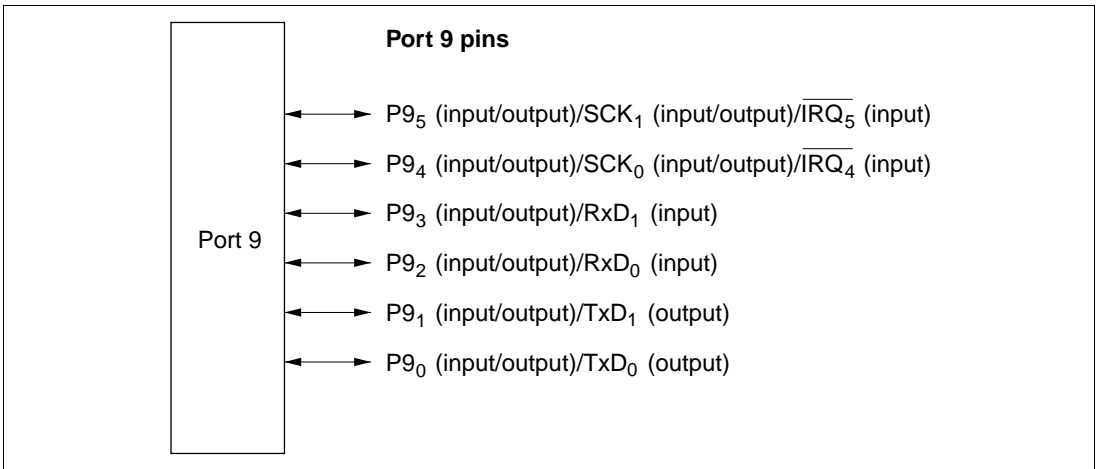 Port 9 pins
P9₅ (input/output)/SCK₁ (input/output)/I̅R̅Q̅₅̅ (input)
P9₄ (input/output)/SCK₀ (input/output)/I̅R̅Q̅₄̅ (input)
P9₃ (input/output)/RxD₁ (input)
Port 9
P9₂ (input/output)/RxD₀ (input)
P9₁ (input/output)/TxD₁ (output)
P9₀ (input/output)/TxD₀ (output)